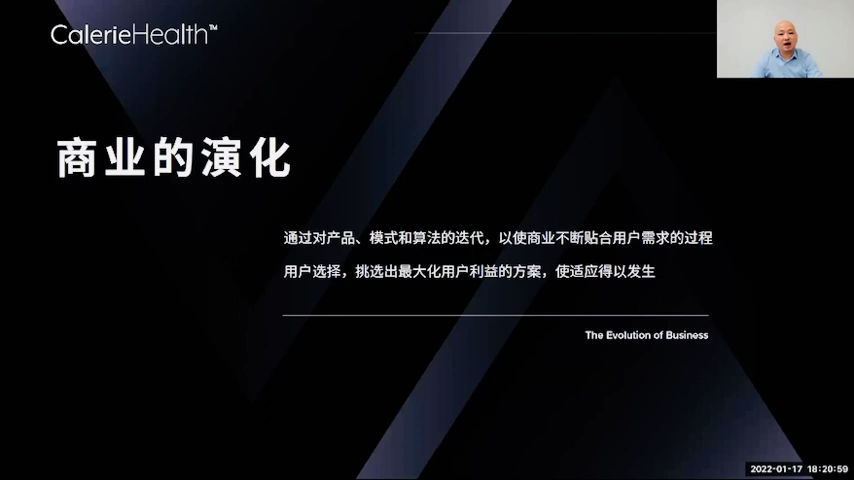 CalerieHealth™
商业的演化
通过对产品、模式和算法的迭代，以使商业不断贴合用户需求的过程
用户选择，挑选出最大化用户利益的方案，使适应得以发生
The Evolution of Business
2022-01-17 18:20:59